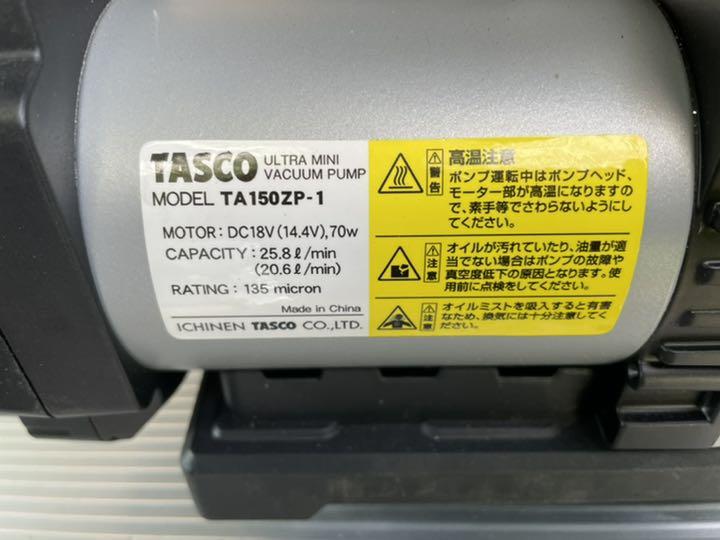 TASCO ULTRA MINI VACUUM PUMP
MODEL TA150ZP-1
MOTOR: DC18V(14.4V),70w
CAPACITY: 25.8ℓ/min
(20.6ℓ/min)
RATING: 135 micron
Made in China
ICHINEN TASCO CO.,LTD.
警告
高温注意
ポンプ運転中はポンプヘッド、
モーター部が高温になりますの
で、素手等でさわらないようにし
てください。
注意
オイルが汚れていたり、油量が適
当でない場合はポンプの故障や
真空度低下の原因となります。使
用前に点検をしてください。
注意
オイルミストを吸入すると有害
なため、換気には十分注意してく
ださい。